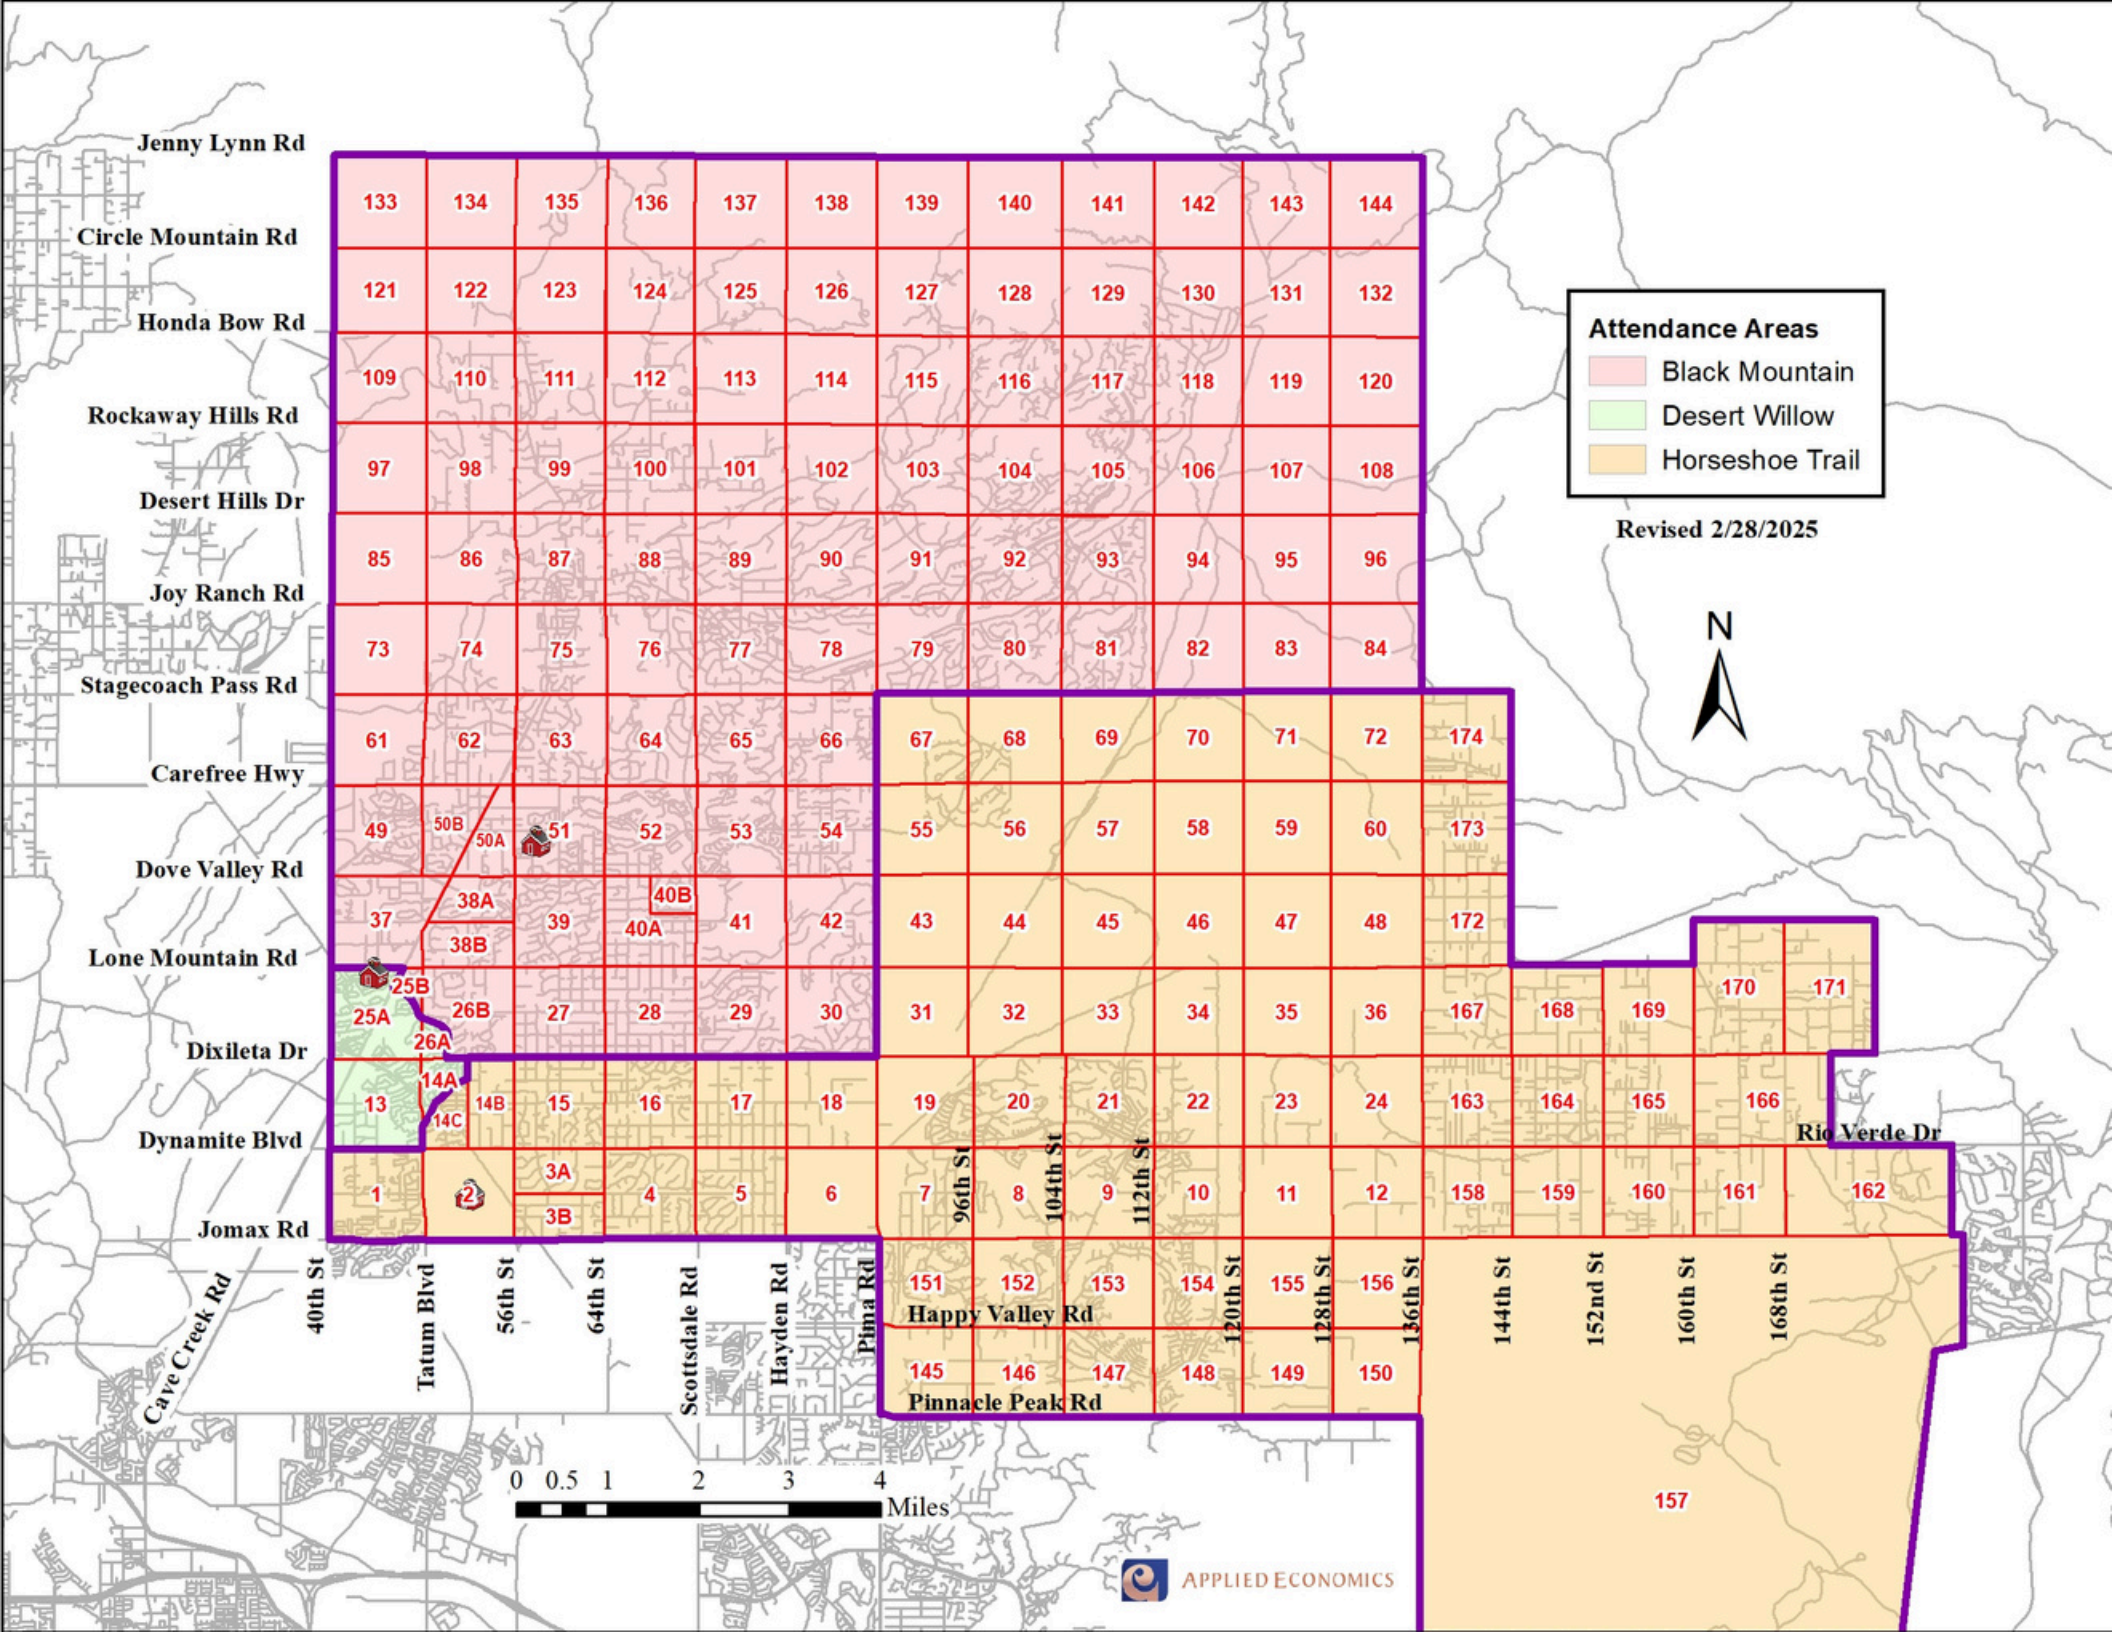 Jenny Lynn Rd
133 134 135 136 137 138 139 140 141 142 143 144
Circle Mountain Rd
121 122 123 124 125 126 127 128 129 130 131 132
Honda Bow Rd
Attendance Areas
Black Mountain
Desert Willow
Horseshoe Trail
Revised 2/28/2025
109 110 111 112 113 114 115 116 117 118 119 120
Rockaway Hills Rd
97 98 99 100 101 102 103 104 105 106 107 108
Desert Hills Dr
85 86 87 88 89 90 91 92 93 94 95 96
Joy Ranch Rd
N
73 74 75 76 77 78 79 80 81 82 83 84
Stagecoach Pass Rd
61 62 63 64 65 66 67 68 69 70 71 72 174
Carefree Hwy
49 50B 50A 51 52 53 54 55 56 57 58 59 60 173
Dove Valley Rd
38A 40B
37 39 40A 41 42 43 44 45 46 47 48 172
38B
Lone Mountain Rd
25B 170 171
25A 26B 27 28 29 30 31 32 33 34 35 36 167 168 169
26A
Dixileta Dr
14A
13 14B 15 16 17 18 19 20 21 22 23 24 163 164 165 166
14C
Dynamite Blvd
Rio Verde Dr
3A
1 2 4 5 6 7 8 9 10 11 12 158 159 160 161 162
3B
96th St
104th St
112th St
Jomax Rd
40th St
Tatum Blvd
56th St
64th St
Scottsdale Rd
Hayden Rd
Pima Rd
120th St
128th St
136th St
144th St
152nd St
160th St
168th St
Cave Creek Rd
151 152 153 154 155 156
Happy Valley Rd
145 146 147 148 149 150
Pinnacle Peak Rd
0 0.5 1 2 3 4
Miles
157
APPLIED ECONOMICS